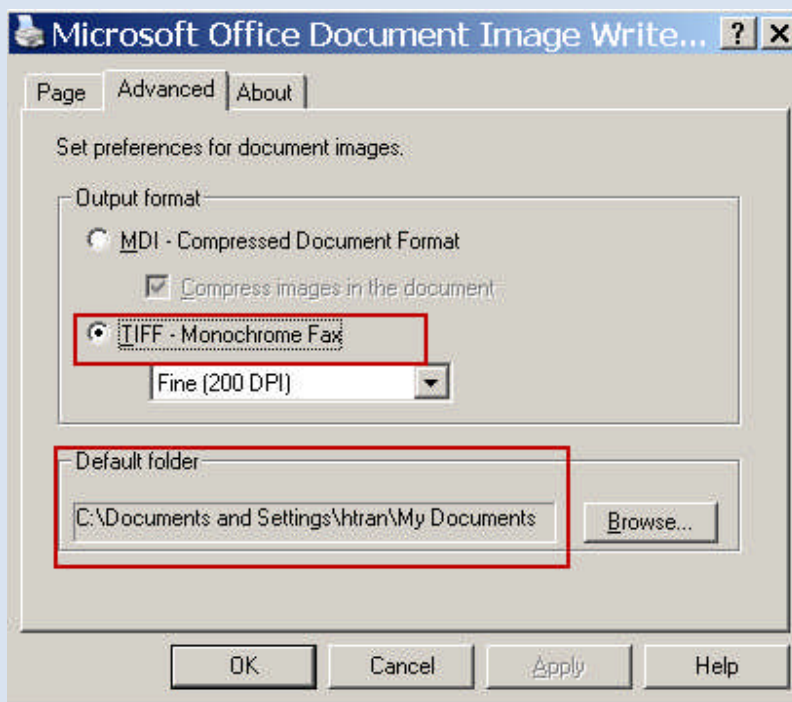 Microsoft Office Document Image Write...
Page Advanced About
Set preferences for document images.
Output format
MDI - Compressed Document Format
Compress images in the document
TIFF - Monochrome Fax
Fine (200 DPI)
Default folder
C:\Documents and Settings\htran\My Documents Browse...
OK Cancel Apply Help